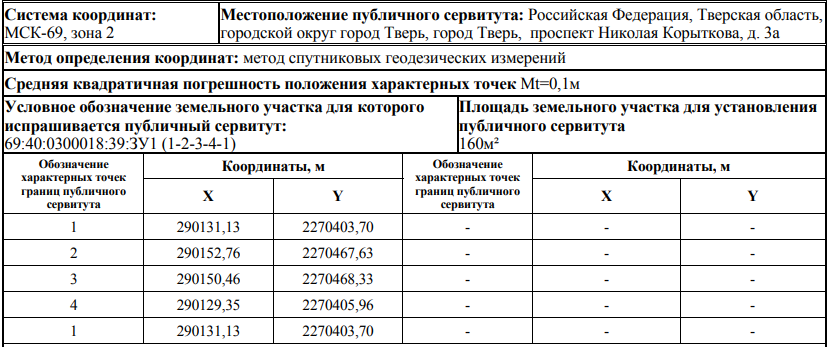 Система координат:
МСК-69, зона 2
Местоположение публичного сервитута: Российская Федерация, Тверская область,
городской округ город Тверь, город Тверь, проспект Николая Корыткова, д. 3а
Метод определения координат: метод спутниковых геодезических измерений
Средняя квадратичная погрешность положения характерных точек Mt=0,1м
Условное обозначение земельного участка для которого
испрашивается публичный сервитут:
69:40:0300018:39:ЗУ1 (1-2-3-4-1)
Площадь земельного участка для установления
публичного сервитута
160м²
Обозначение
характерных точек
границ публичного
сервитута
Координаты, м
X
Y
Обозначение
характерных точек
границ публичного
сервитута
Координаты, м
X
Y
1 290131,13 2270403,70 - - -
2 290152,76 2270467,63 - - -
3 290150,46 2270468,33 - - -
4 290129,35 2270405,96 - - -
1 290131,13 2270403,70 - - -